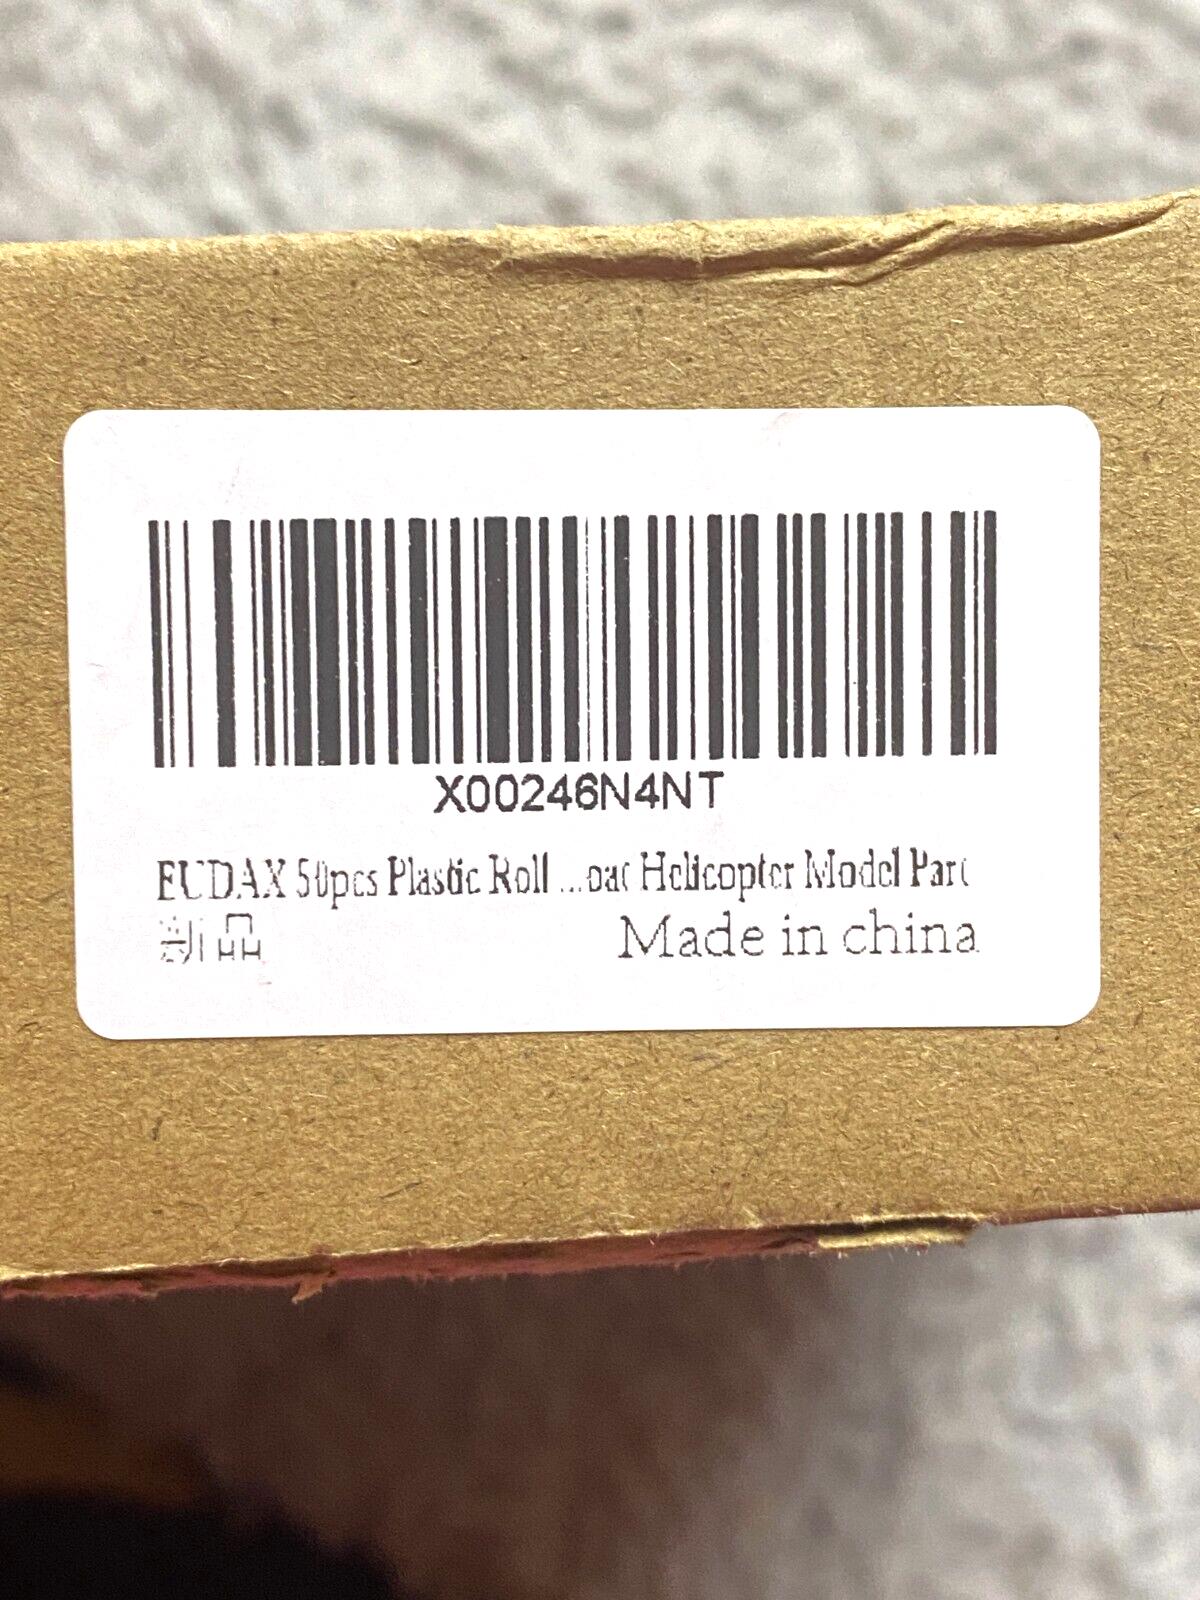 X00246N4NT
EUDAX 50pcs Plastic Roll ...oat Helicopter Model Part
Made in china